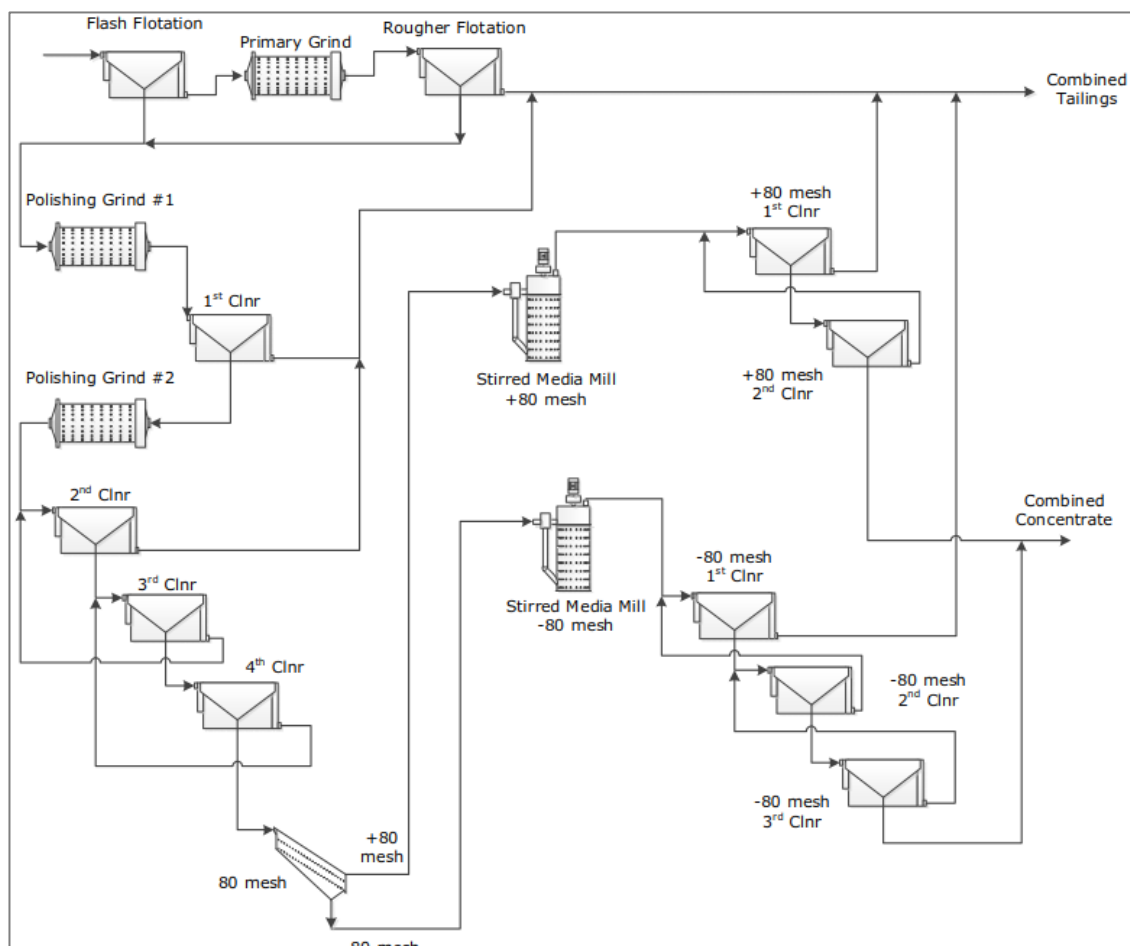 Flash Flotation
Primary Grind
Rougher Flotation
Combined
Tailings
Polishing Grind #1
+80 mesh
1st Clnr
1st Clnr
Stirred Media Mill
+80 mesh
+80 mesh
2nd Clnr
Polishing Grind #2
2nd Clnr
Combined
Concentrate
3rd Clnr
-80 mesh
1st Clnr
Stirred Media Mill
-80 mesh
4th Clnr
-80 mesh
2nd Clnr
-80 mesh
3rd Clnr
+80
mesh
80 mesh
-80 mesh